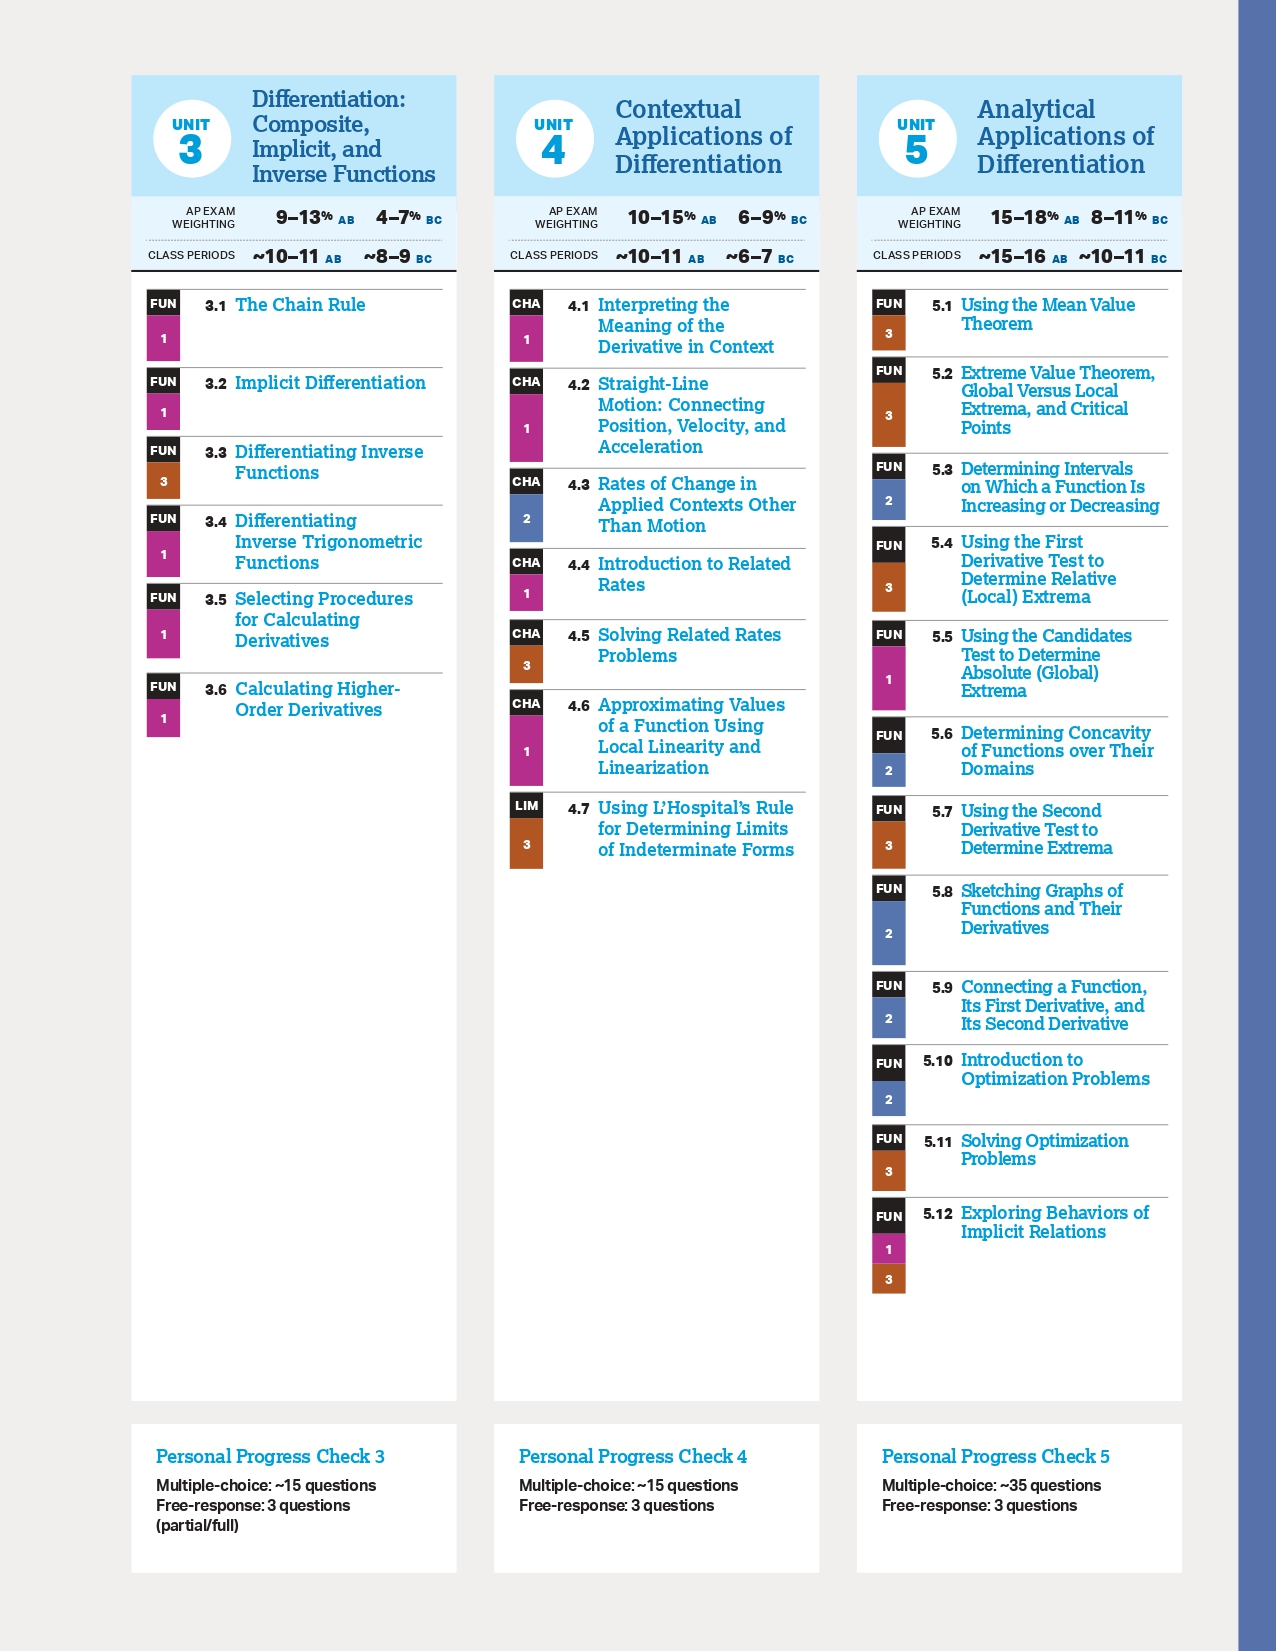 UNIT
3
Differentiation:
Composite,
Implicit, and
Inverse Functions
AP EXAM
WEIGHTING
9–13% AB 4–7% BC
CLASS PERIODS ~10–11 AB ~8–9 BC
FUN
1
3.1 The Chain Rule
FUN
1
3.2 Implicit Differentiation
FUN
3
3.3 Differentiating Inverse
Functions
FUN
1
3.4 Differentiating
Inverse Trigonometric
Functions
FUN
1
3.5 Selecting Procedures
for Calculating
Derivatives
FUN
1
3.6 Calculating Higher-
Order Derivatives
Personal Progress Check 3
Multiple-choice: ~15 questions
Free-response: 3 questions
(partial/full)
UNIT
4
Contextual
Applications of
Differentiation
AP EXAM
WEIGHTING
10–15% AB 6–9% BC
CLASS PERIODS ~10–11 AB ~6–7 BC
CHA
1
4.1 Interpreting the
Meaning of the
Derivative in Context
CHA
1
4.2 Straight-Line
Motion: Connecting
Position, Velocity, and
Acceleration
CHA
2
4.3 Rates of Change in
Applied Contexts Other
Than Motion
CHA
1
4.4 Introduction to Related
Rates
CHA
3
4.5 Solving Related Rates
Problems
CHA
1
4.6 Approximating Values
of a Function Using
Local Linearity and
Linearization
LIM
3
4.7 Using L’Hospital’s Rule
for Determining Limits
of Indeterminate Forms
Personal Progress Check 4
Multiple-choice: ~15 questions
Free-response: 3 questions
UNIT
5
Analytical
Applications of
Differentiation
AP EXAM
WEIGHTING
15–18% AB 8–11% BC
CLASS PERIODS ~15–16 AB ~10–11 BC
FUN
3
5.1 Using the Mean Value
Theorem
FUN
3
5.2 Extreme Value Theorem,
Global Versus Local
Extrema, and Critical
Points
FUN
2
5.3 Determining Intervals
on Which a Function Is
Increasing or Decreasing
FUN
3
5.4 Using the First
Derivative Test to
Determine Relative
(Local) Extrema
FUN
1
5.5 Using the Candidates
Test to Determine
Absolute (Global)
Extrema
FUN
2
5.6 Determining Concavity
of Functions over Their
Domains
FUN
3
5.7 Using the Second
Derivative Test to
Determine Extrema
FUN
2
5.8 Sketching Graphs of
Functions and Their
Derivatives
FUN
2
5.9 Connecting a Function,
Its First Derivative, and
Its Second Derivative
FUN
2
5.10 Introduction to
Optimization Problems
FUN
3
5.11 Solving Optimization
Problems
FUN
1
3
5.12 Exploring Behaviors of
Implicit Relations
Personal Progress Check 5
Multiple-choice: ~35 questions
Free-response: 3 questions